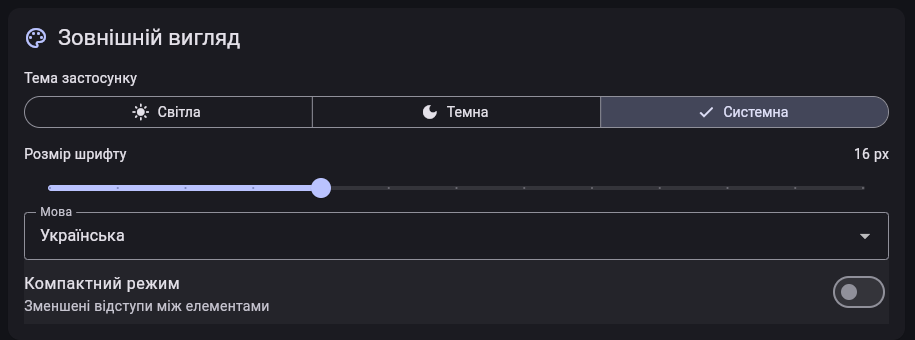 Зовнішній вигляд
Тема застосунку
Світла
Темна
Системна
Розмір шрифту
16 px
Мова
Українська
Компактний режим
Зменшені відступи між елементами